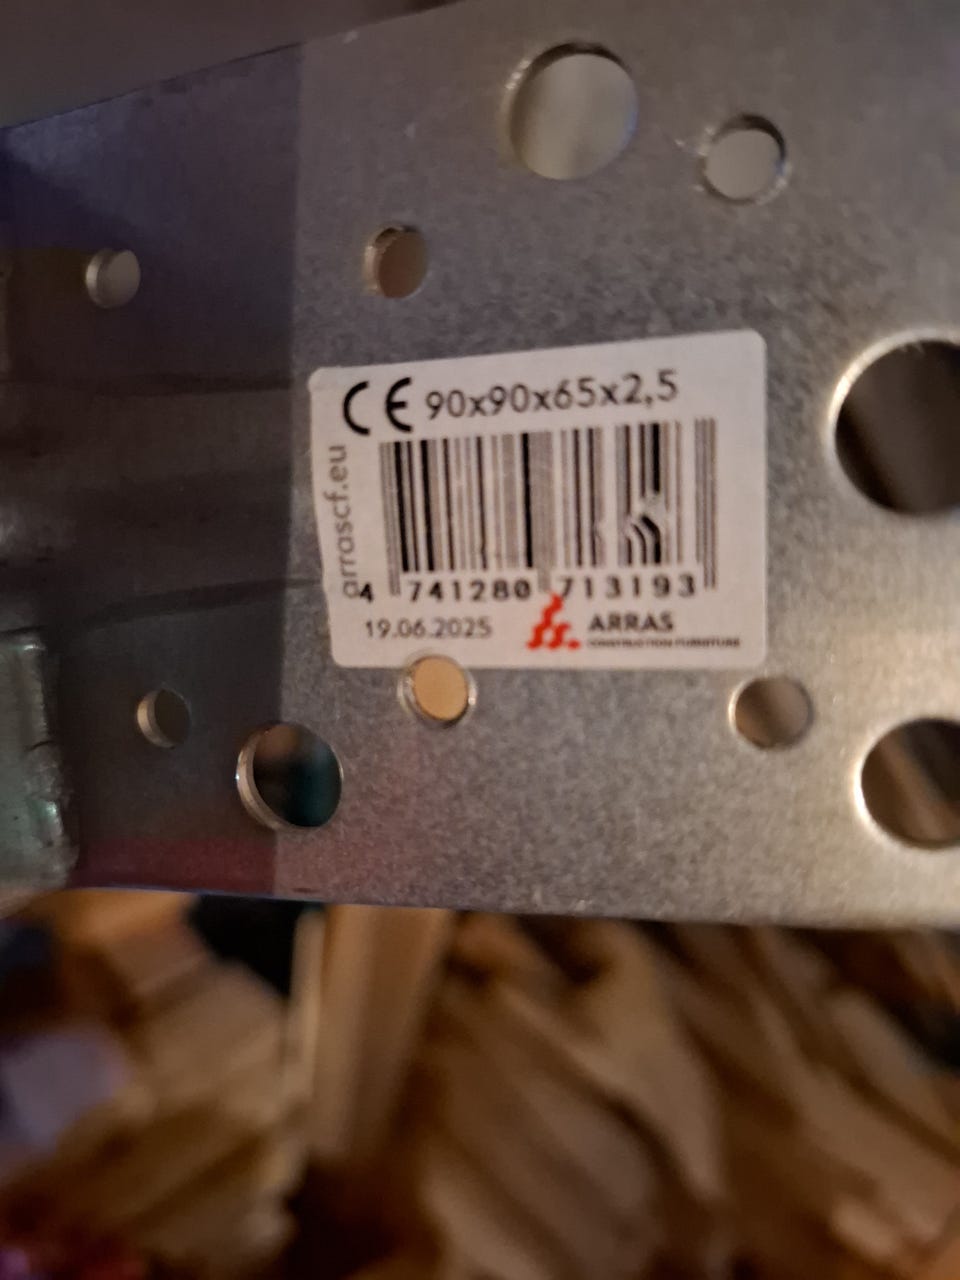 CE 90x90x65x2,5
arrascf.eu
4 741280 713193
19.06.2025
ARRAS
CONSTRUCTION FURNITURE